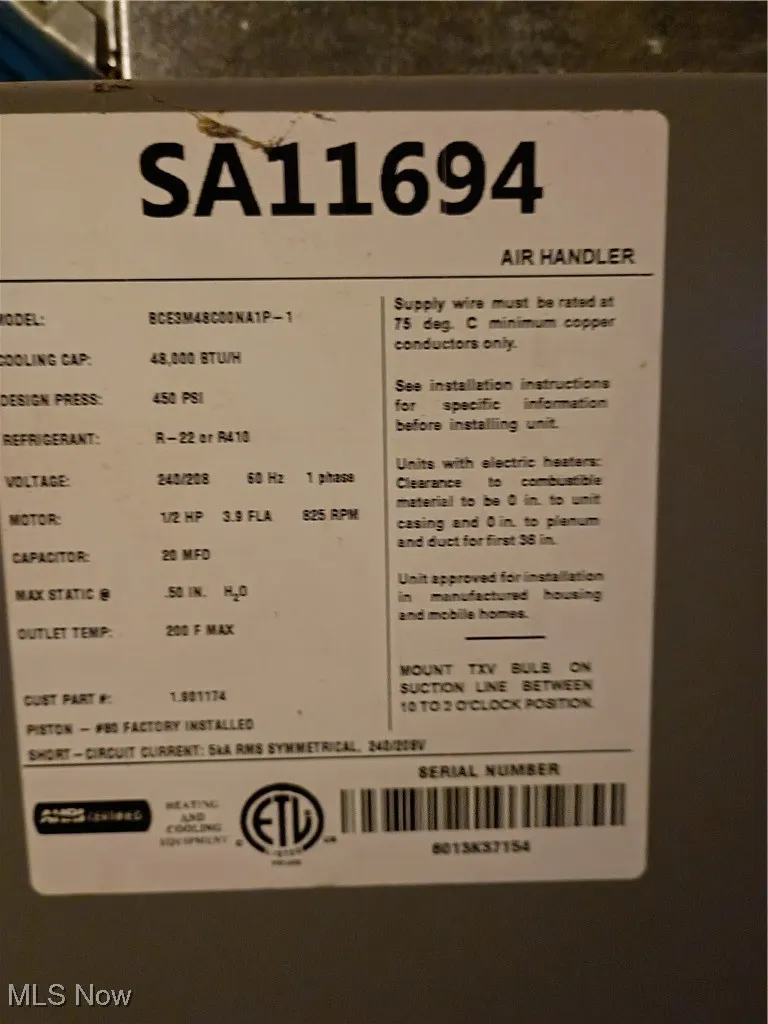 SA11694
AIR HANDLER
MODEL: BCE3M48C00NA1P-1
COOLING CAP: 48,000 BTU/H
DESIGN PRESS: 450 PSI
REFRIGERANT: R-22 or R410
VOLTAGE: 240/208 60 Hz 1 phase
MOTOR: 1/2 HP 3.9 FLA 825 RPM
CAPACITOR: 20 MFD
MAX STATIC @ .50 IN. H₂O
OUTLET TEMP: 200 F MAX
CUST PART #: 1.901174
PISTON - #80 FACTORY INSTALLED
SHORT-CIRCUIT CURRENT: 5kA RMS SYMMETRICAL, 240/208V
Supply wire must be rated at
75 deg. C minimum copper
conductors only.
See installation instructions
for specific information
before installing unit.
Units with electric heaters:
Clearance to combustible
material to be 0 in. to unit
casing and 0 in. to plenum
and duct for first 36 in.
Unit approved for installation
in manufactured housing
and mobile homes.
MOUNT TXV BULB ON
SUCTION LINE BETWEEN
10 TO 2 O'CLOCK POSITION.
SERIAL NUMBER
6013K37154
HEATING
AND
COOLING
EQUIPMENT
ETL
MLS Now